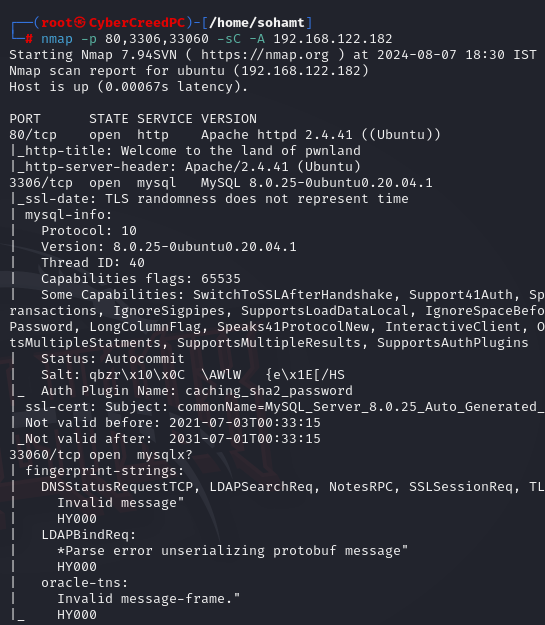 ┌──(root㉿CyberCreedPC)-[/home/sohamt]
└─# nmap -p 80,3306,33060 -sC -A 192.168.122.182
Starting Nmap 7.94SVN ( https://nmap.org ) at 2024-08-07 18:30 IST
Nmap scan report for ubuntu (192.168.122.182)
Host is up (0.00067s latency).

PORT      STATE SERVICE VERSION
80/tcp    open  http    Apache httpd 2.4.41 ((Ubuntu))
|_http-title: Welcome to the land of pwnland
|_http-server-header: Apache/2.4.41 (Ubuntu)
3306/tcp  open  mysql   MySQL 8.0.25-0ubuntu0.20.04.1
|_ssl-date: TLS randomness does not represent time
| mysql-info:
|   Protocol: 10
|   Version: 8.0.25-0ubuntu0.20.04.1
|   Thread ID: 40
|   Capabilities flags: 65535
|   Some Capabilities: SwitchToSSLAfterHandshake, Support41Auth, Sp
ransactions, IgnoreSigpipes, SupportsLoadDataLocal, IgnoreSpaceBefo
Password, LongColumnFlag, Speaks41ProtocolNew, InteractiveClient, O
tsMultipleStatments, SupportsMultipleResults, SupportsAuthPlugins
|   Status: Autocommit
|   Salt: qbzr\x10\x0C  \AWlW   {e\x1E[/HS
|_  Auth Plugin Name: caching_sha2_password
| ssl-cert: Subject: commonName=MySQL_Server_8.0.25_Auto_Generated_
| Not valid before: 2021-07-03T00:33:15
|_Not valid after:  2031-07-01T00:33:15
33060/tcp open  mysqlx?
| fingerprint-strings:
|   DNSStatusRequestTCP, LDAPSearchReq, NotesRPC, SSLSessionReq, TL
|     Invalid message"
|     HY000
|   LDAPBindReq:
|     *Parse error unserializing protobuf message"
|     HY000
|   oracle-tns:
|     Invalid message-frame."
|_    HY000